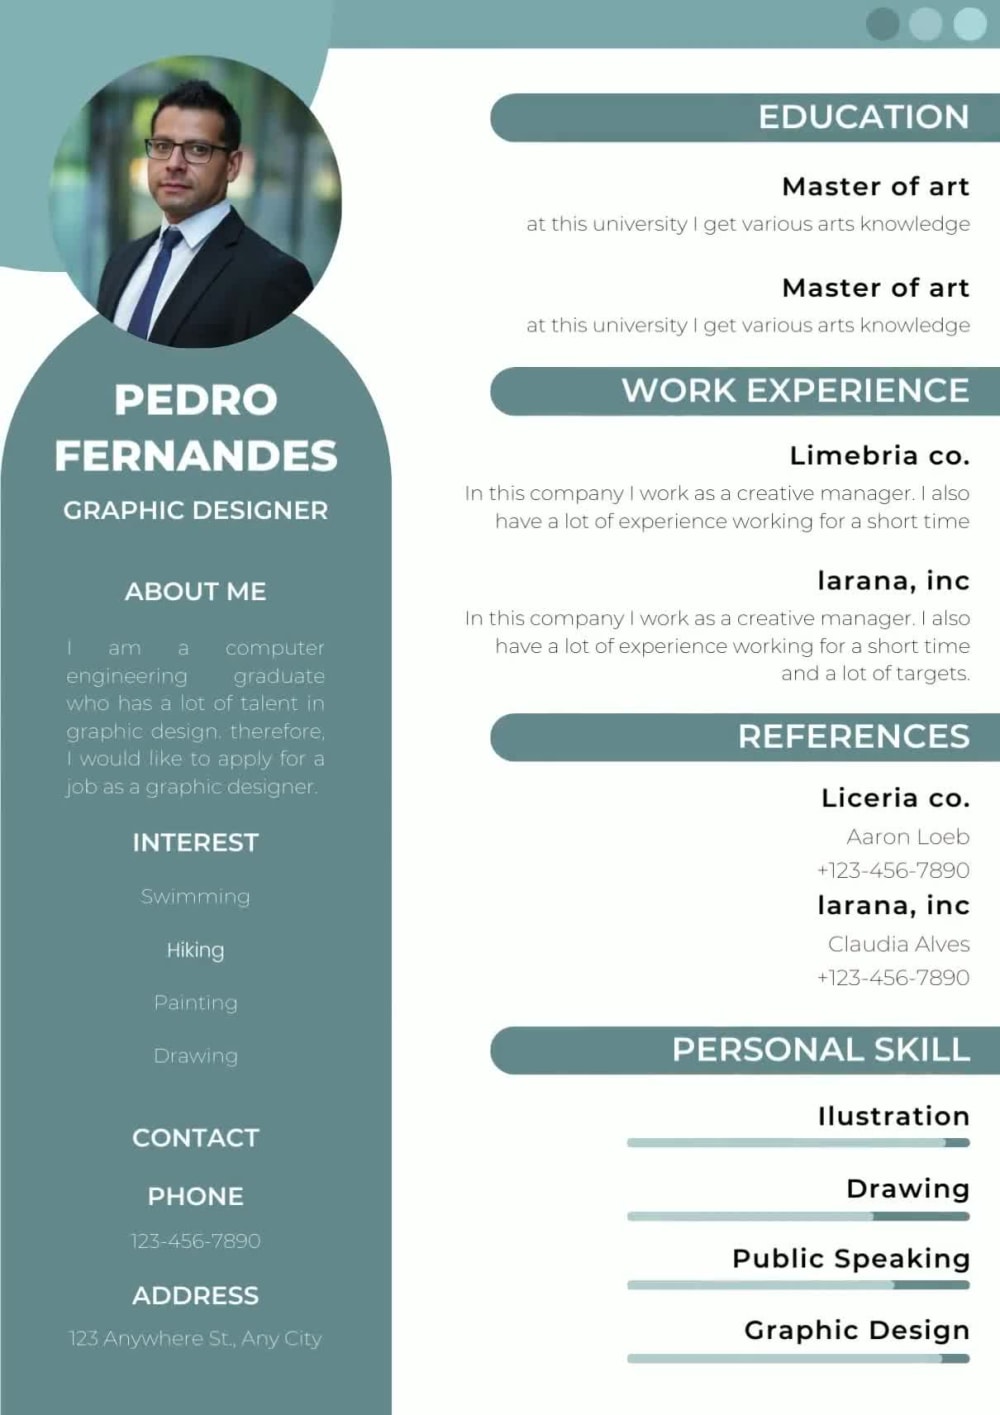 PEDRO
FERNANDES
GRAPHIC DESIGNER
ABOUT ME
I am a computer
engineering graduate
who has a lot of talent in
graphic design. therefore,
I would like to apply for a
job as a graphic designer.
INTEREST
Swimming
Hiking
Painting
Drawing
CONTACT
PHONE
123-456-7890
ADDRESS
123 Anywhere St., Any City
EDUCATION
Master of art
at this university I get various arts knowledge
Master of art
at this university I get various arts knowledge
WORK EXPERIENCE
Limebria co.
In this company I work as a creative manager. I also
have a lot of experience working for a short time
larana, inc
In this company I work as a creative manager. I also
have a lot of experience working for a short time
and a lot of targets.
REFERENCES
Liceria co.
Aaron Loeb
+123-456-7890
larana, inc
Claudia Alves
+123-456-7890
PERSONAL SKILL
Ilustration
Drawing
Public Speaking
Graphic Design